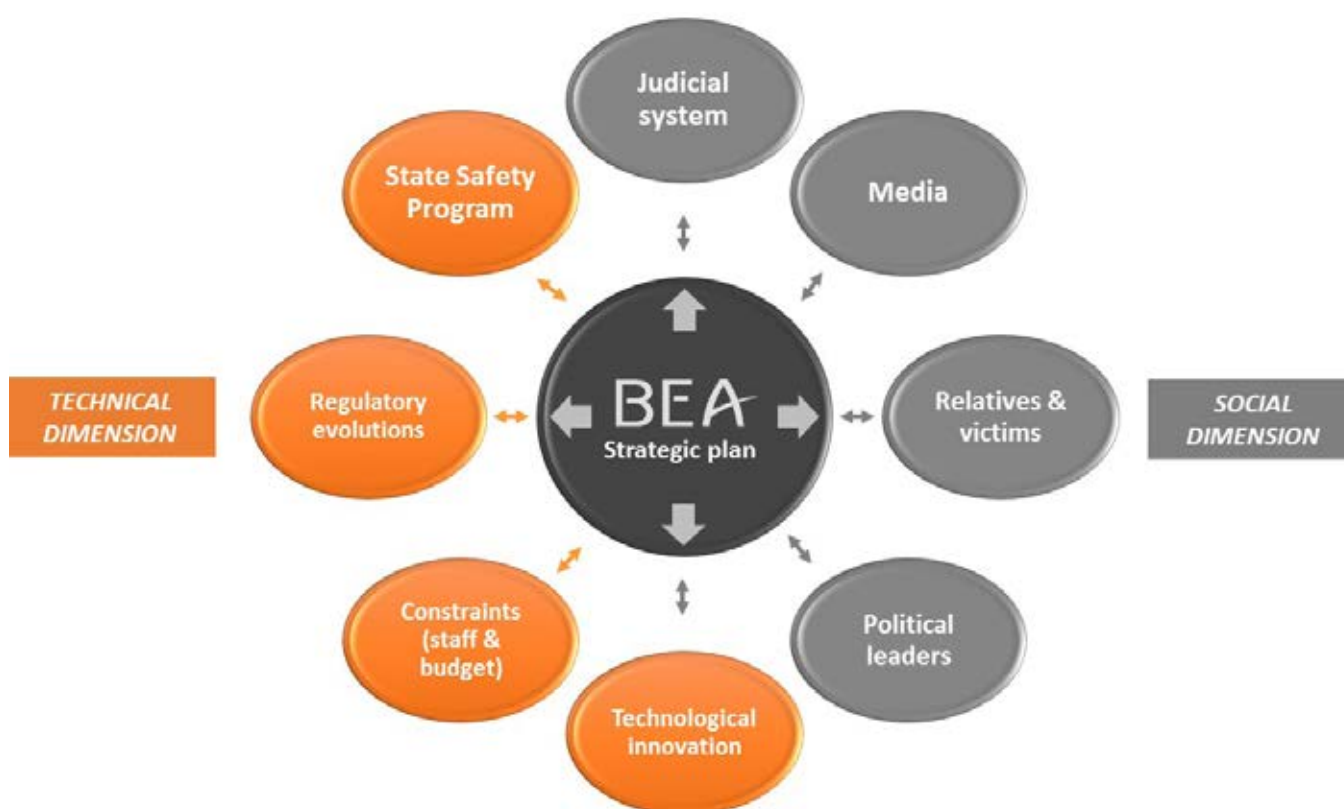 Judicial
system
State Safety
Program
Media
TECHNICAL
DIMENSION
Regulatory
evolutions
BEA
Strategic plan
Relatives &
victims
SOCIAL
DIMENSION
Constraints
(staff &
budget)
Political
leaders
Technological
innovation